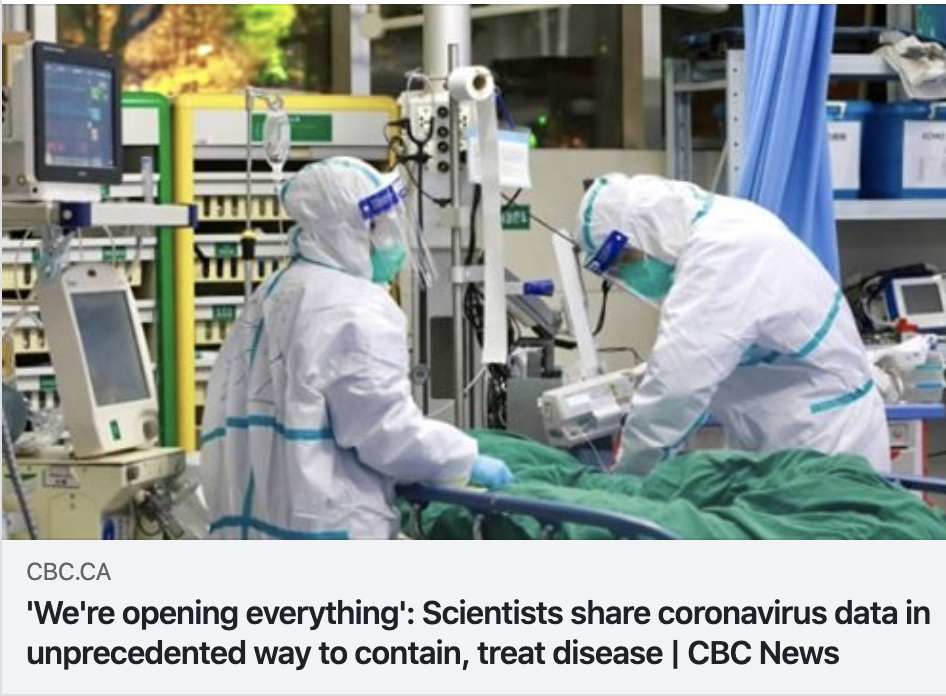 CBC.CA
'We're opening everything': Scientists share coronavirus data in
unprecedented way to contain, treat disease | CBC News